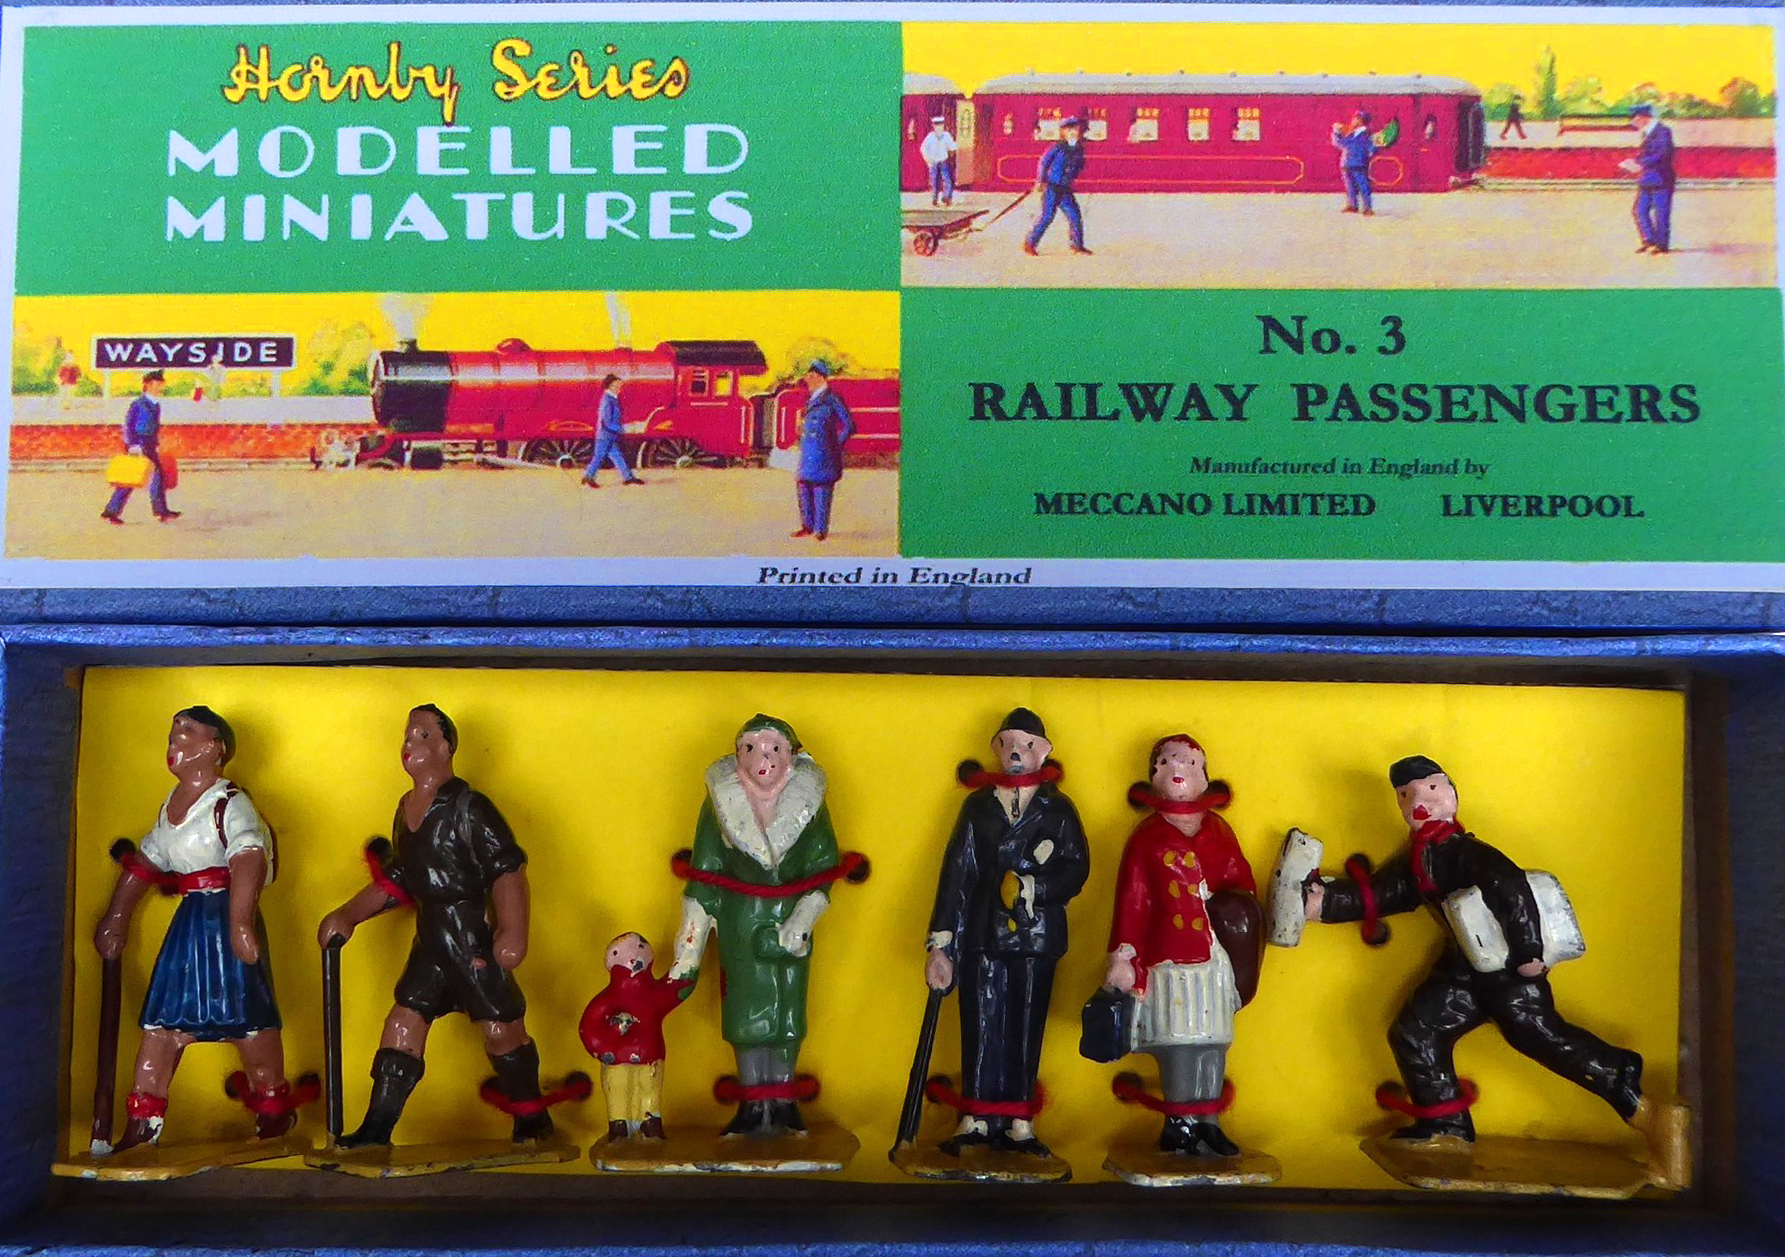 Hornby Series
MODELLED
MINIATURES
WAYSIDE
No. 3
RAILWAY PASSENGERS
Manufactured in England by
MECCANO LIMITED LIVERPOOL
Printed in England